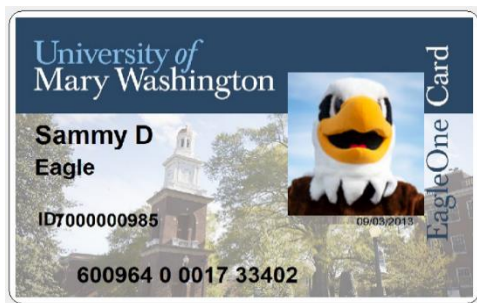 University of
Mary Washington
Sammy D
Eagle
ID7000000985
09/03/2013
EagleOne Card
600964 0 0017 33402